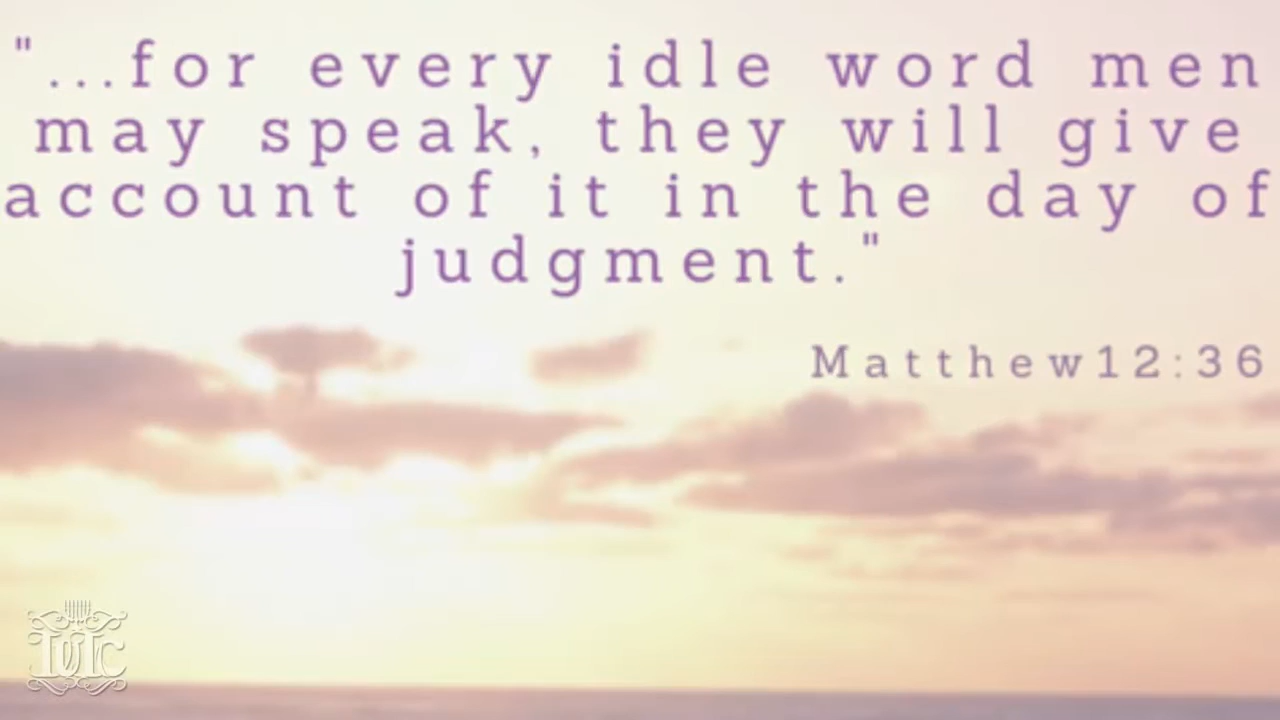 "...for every idle word men
may speak, they will give
account of it in the day of
judgment."
Matthew12:36
IUIC